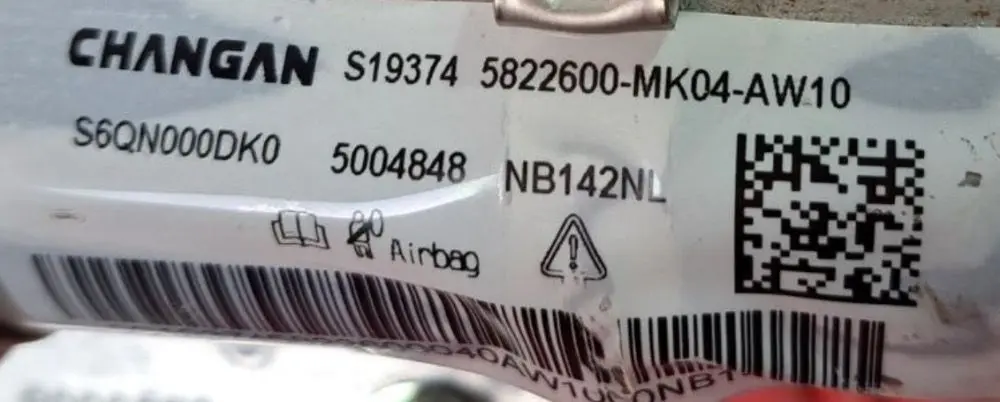 CHANGAN S19374 5822600-MK04-AW10
S6QN000DK0 5004848 NB142NL
Airbag